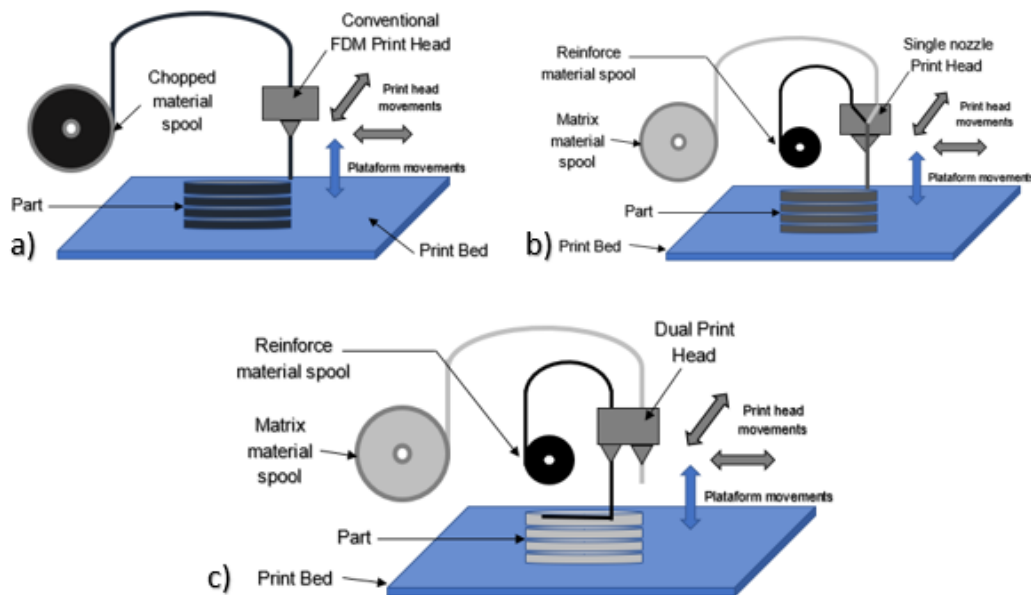 Conventional
FDM Print Head
Chopped
material
spool
Print head
movements
Plataform movements
Part
Print Bed
a)
Reinforce
material spool
Single nozzle
Print Head
Matrix
material
spool
Print head
movements
Plataform movements
Part
Print Bed
b)
Dual Print
Head
Reinforce
material spool
Matrix
material
spool
Print head
movements
Plataform movements
Part
Print Bed
c)